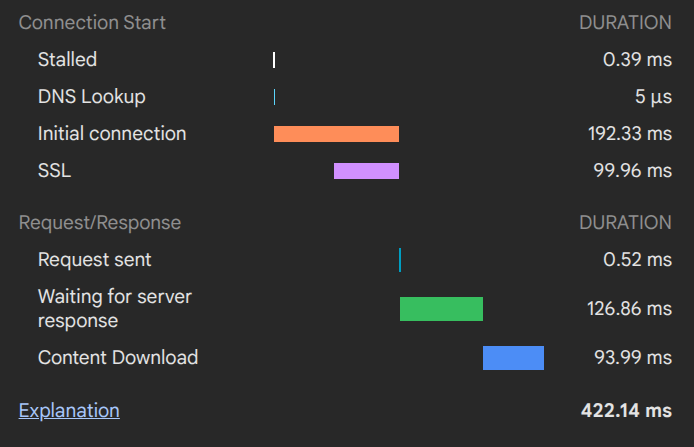 Connection Start DURATION
Stalled 0.39 ms
DNS Lookup 5 μs
Initial connection 192.33 ms
SSL 99.96 ms
Request/Response DURATION
Request sent 0.52 ms
Waiting for server
response 126.86 ms
Content Download 93.99 ms
Explanation 422.14 ms